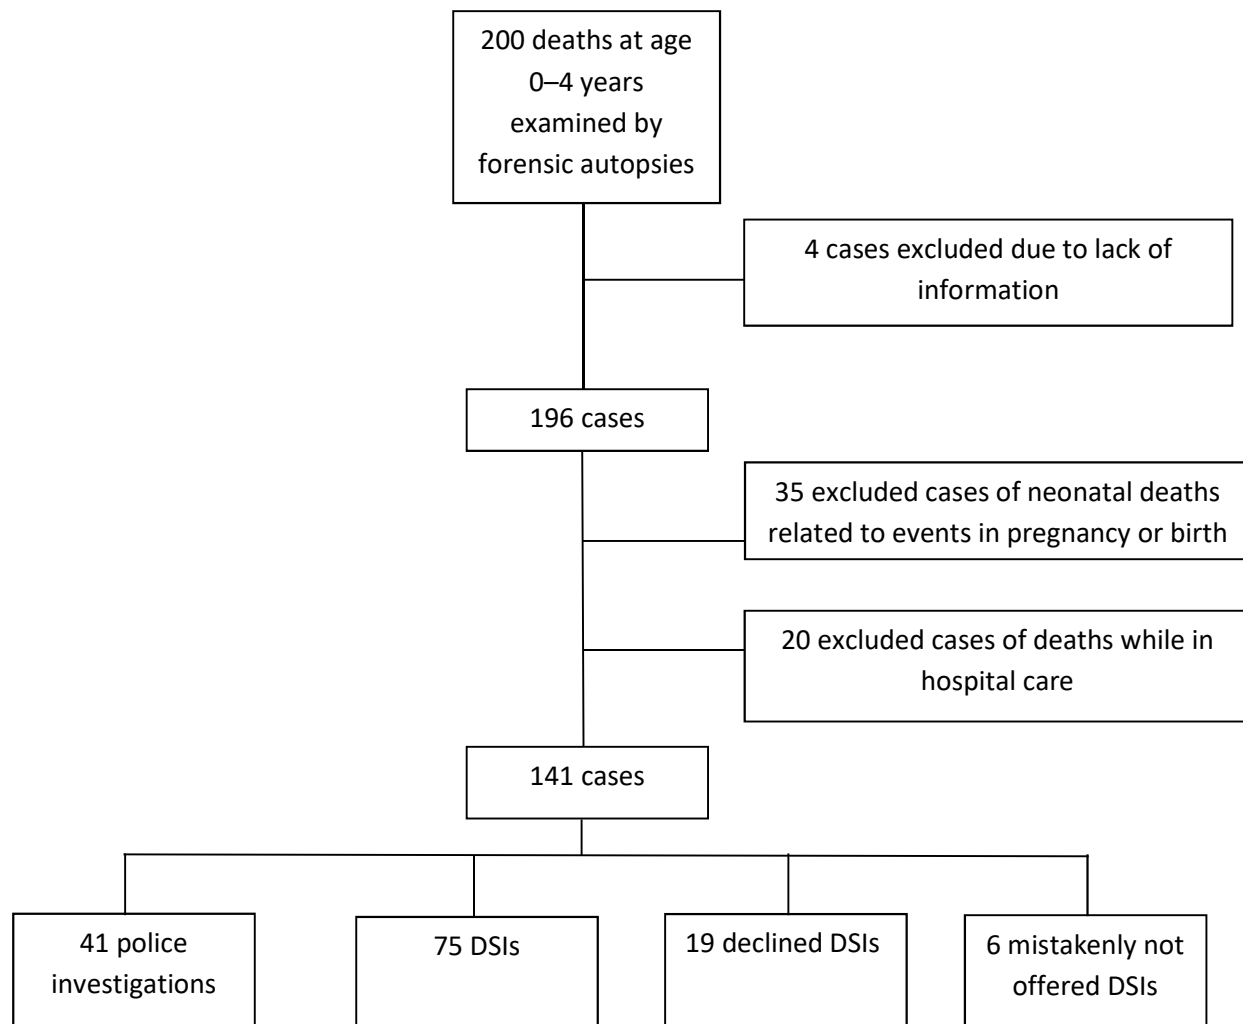 200 deaths at age
0–4 years
examined by
forensic autopsies
4 cases excluded due to lack of
information
196 cases
35 excluded cases of neonatal deaths
related to events in pregnancy or birth
20 excluded cases of deaths while in
hospital care
141 cases
41 police
investigations
75 DSIs
19 declined DSIs
6 mistakenly not
offered DSIs